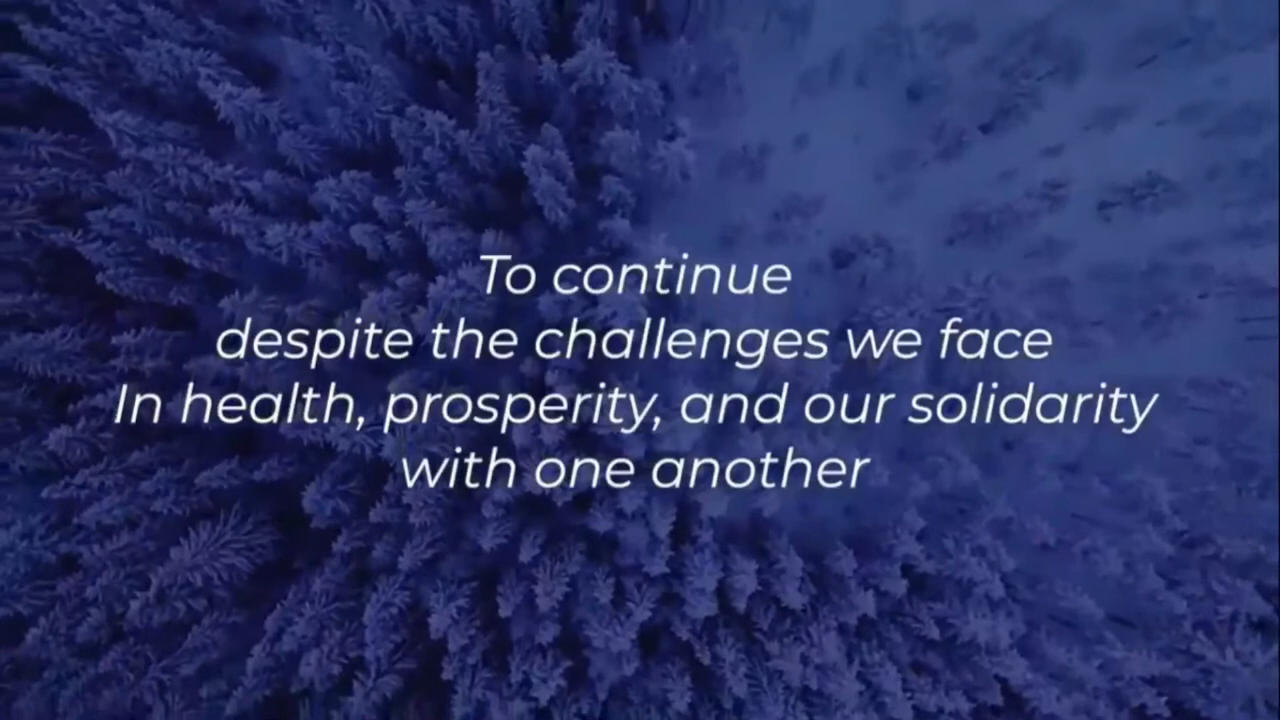 To continue
despite the challenges we face
In health, prosperity, and our solidarity
with one another